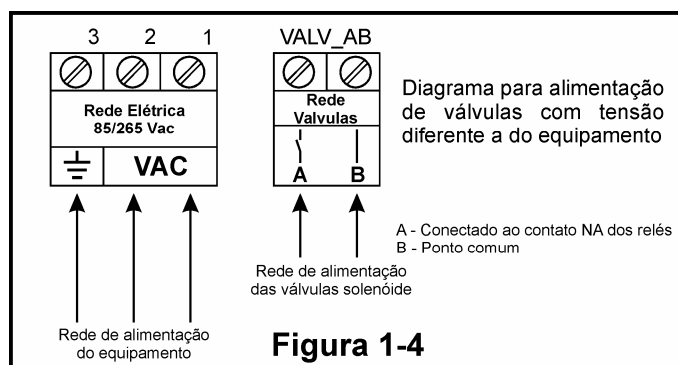 3 2 1
Rede Elétrica
85/265 Vac
VAC
VALV_AB
Rede
Valvulas
A B
Diagrama para alimentação
de válvulas com tensão
diferente a do equipamento
A - Conectado ao contato NA dos relés
B - Ponto comum
Rede de alimentação
das válvulas solenóide
Rede de alimentação
do equipamento
Figura 1-4